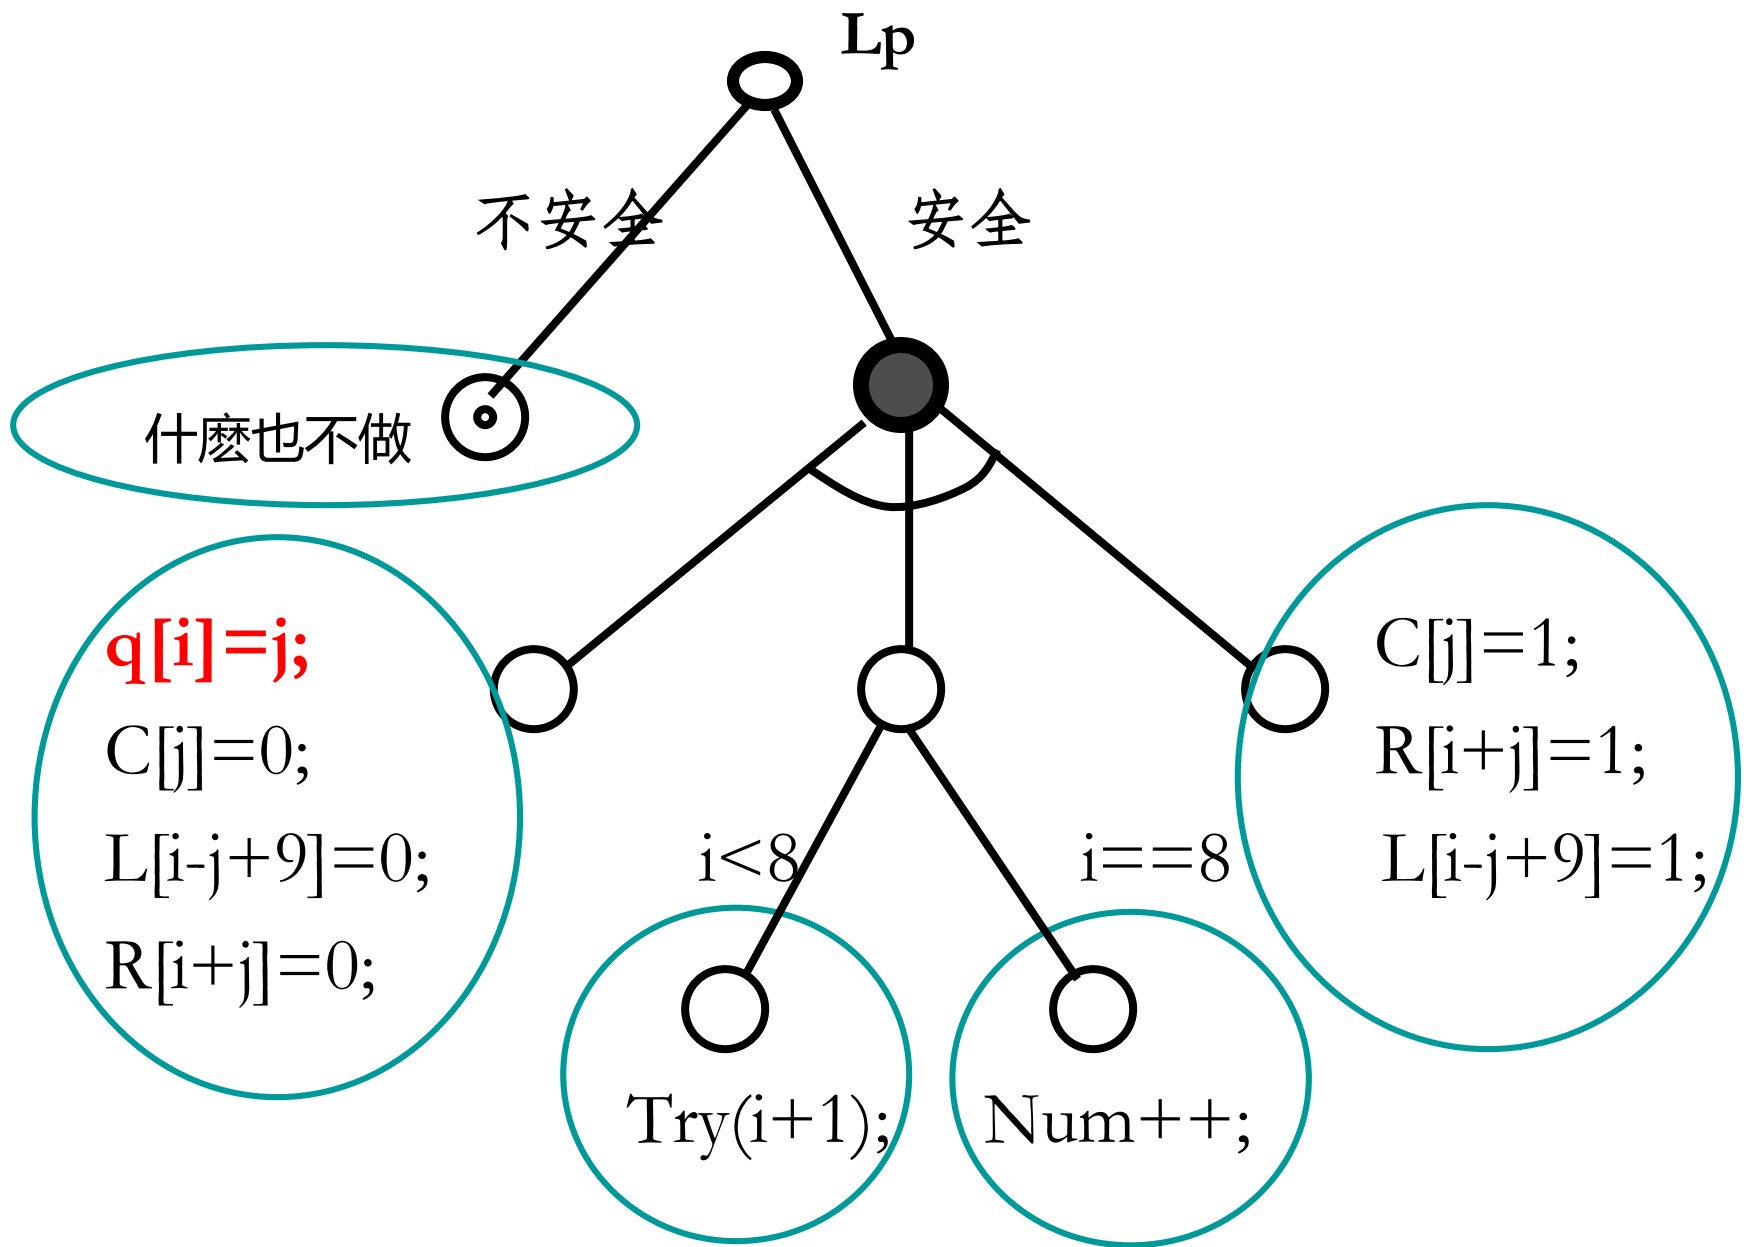 Lp
不安全
安全
什麽也不做
q[i]=j;
C[j]=0;
L[i-j+9]=0;
R[i+j]=0;
C[j]=1;
R[i+j]=1;
L[i-j+9]=1;
i<8
i==8
Try(i+1);
Num++;